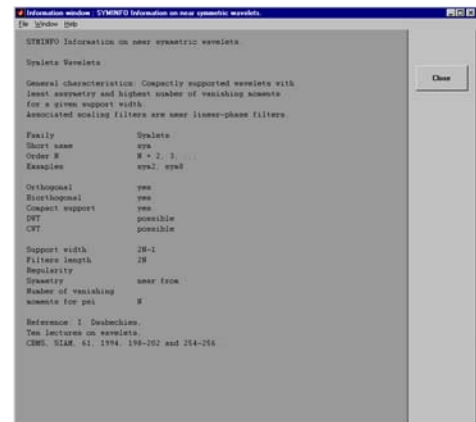 Information window : SYMINFO Information on near symmetric wavelets.
File Window Help
SYMINFO Information on near symmetric wavelets.
Symlets Wavelets
General characteristics: Compactly supported wavelets with
least assymetry and highest number of vanishing moments
for a given support width.
Associated scaling filters are near linear-phase filters.
Close
Family Symlets
Short name sym
Order N N = 2, 3, ...
Examples sym2, sym8
Orthogonal yes
Biorthogonal yes
Compact support yes
DWT possible
CWT possible
Support width 2N-1
Filters length 2N
Regularity
Symmetry near from
Number of vanishing
moments for psi N
Reference: I. Daubechies,
Ten lectures on wavelets,
CBMS, SIAM, 61, 1994, 198-202 and 254-256.